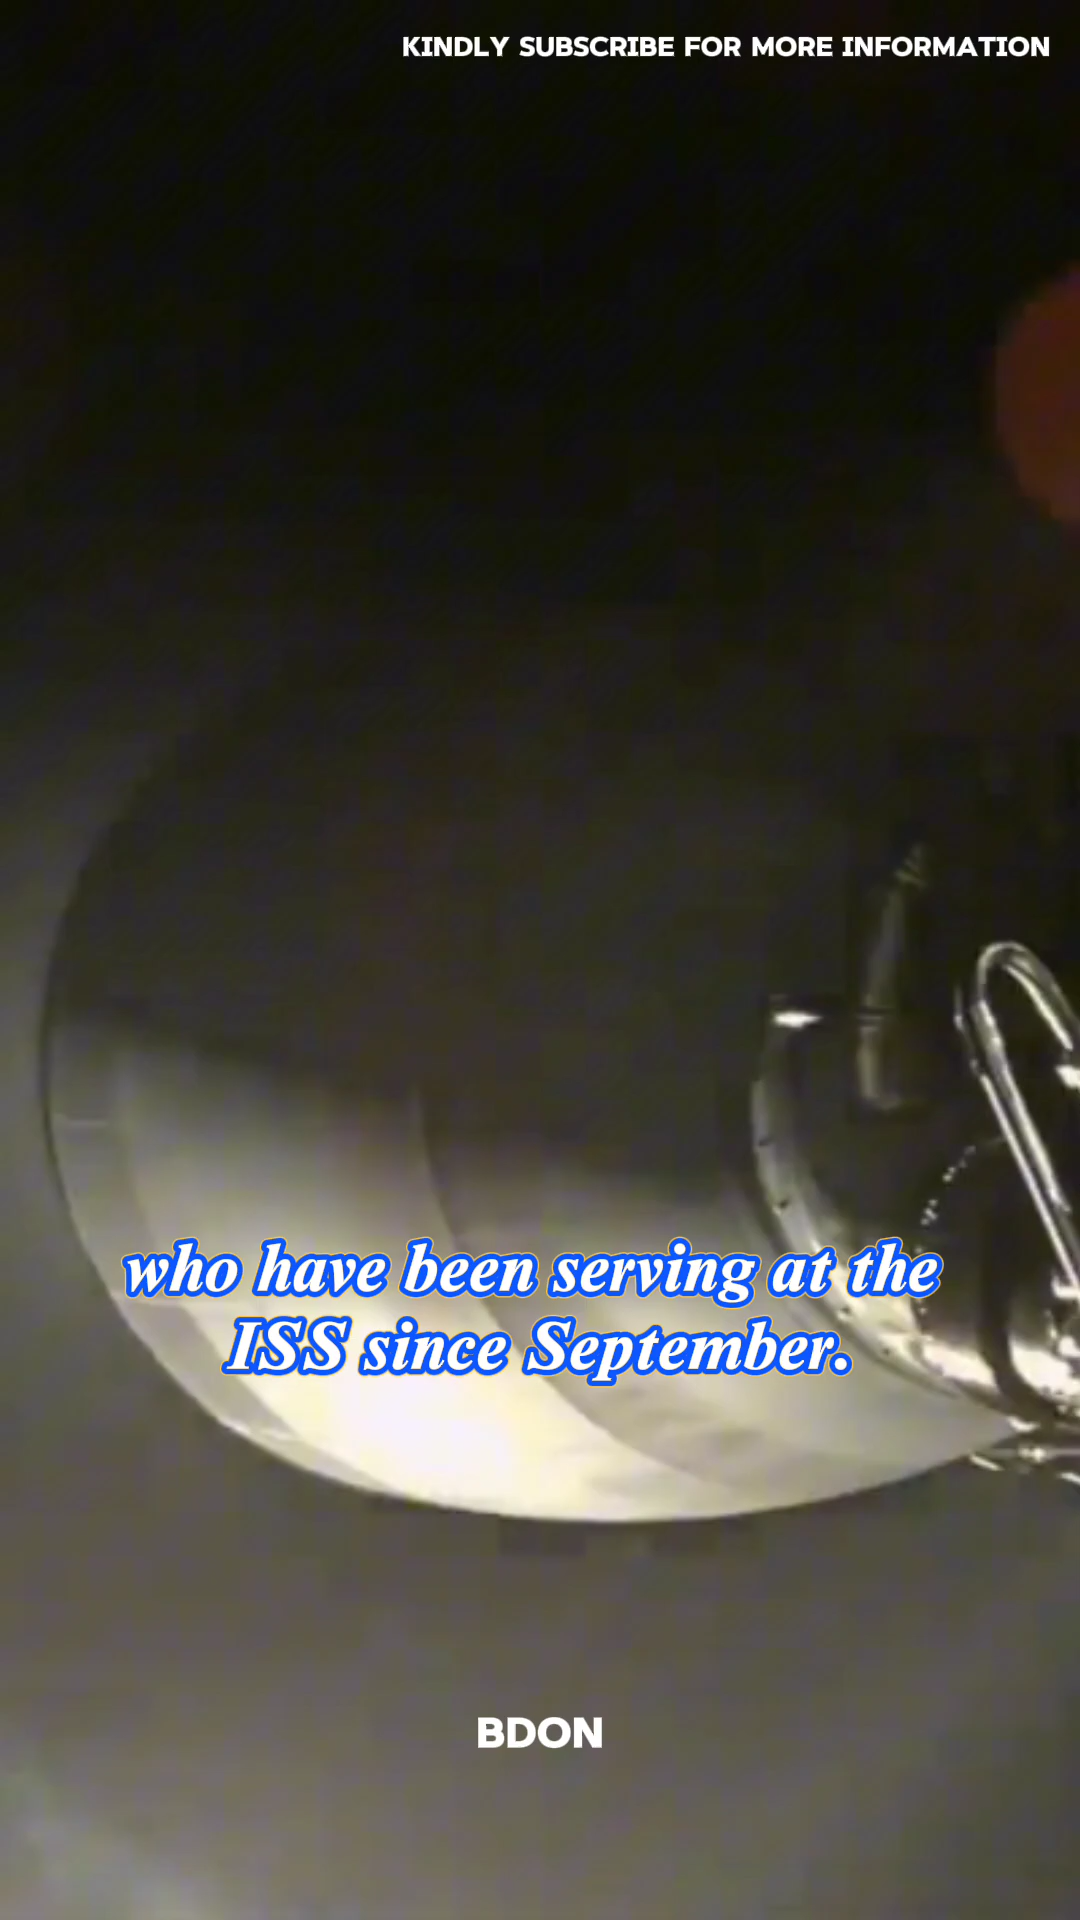 KINDLY SUBSCRIBE FOR MORE INFORMATION
who have been serving at the
ISS since September.
BDON